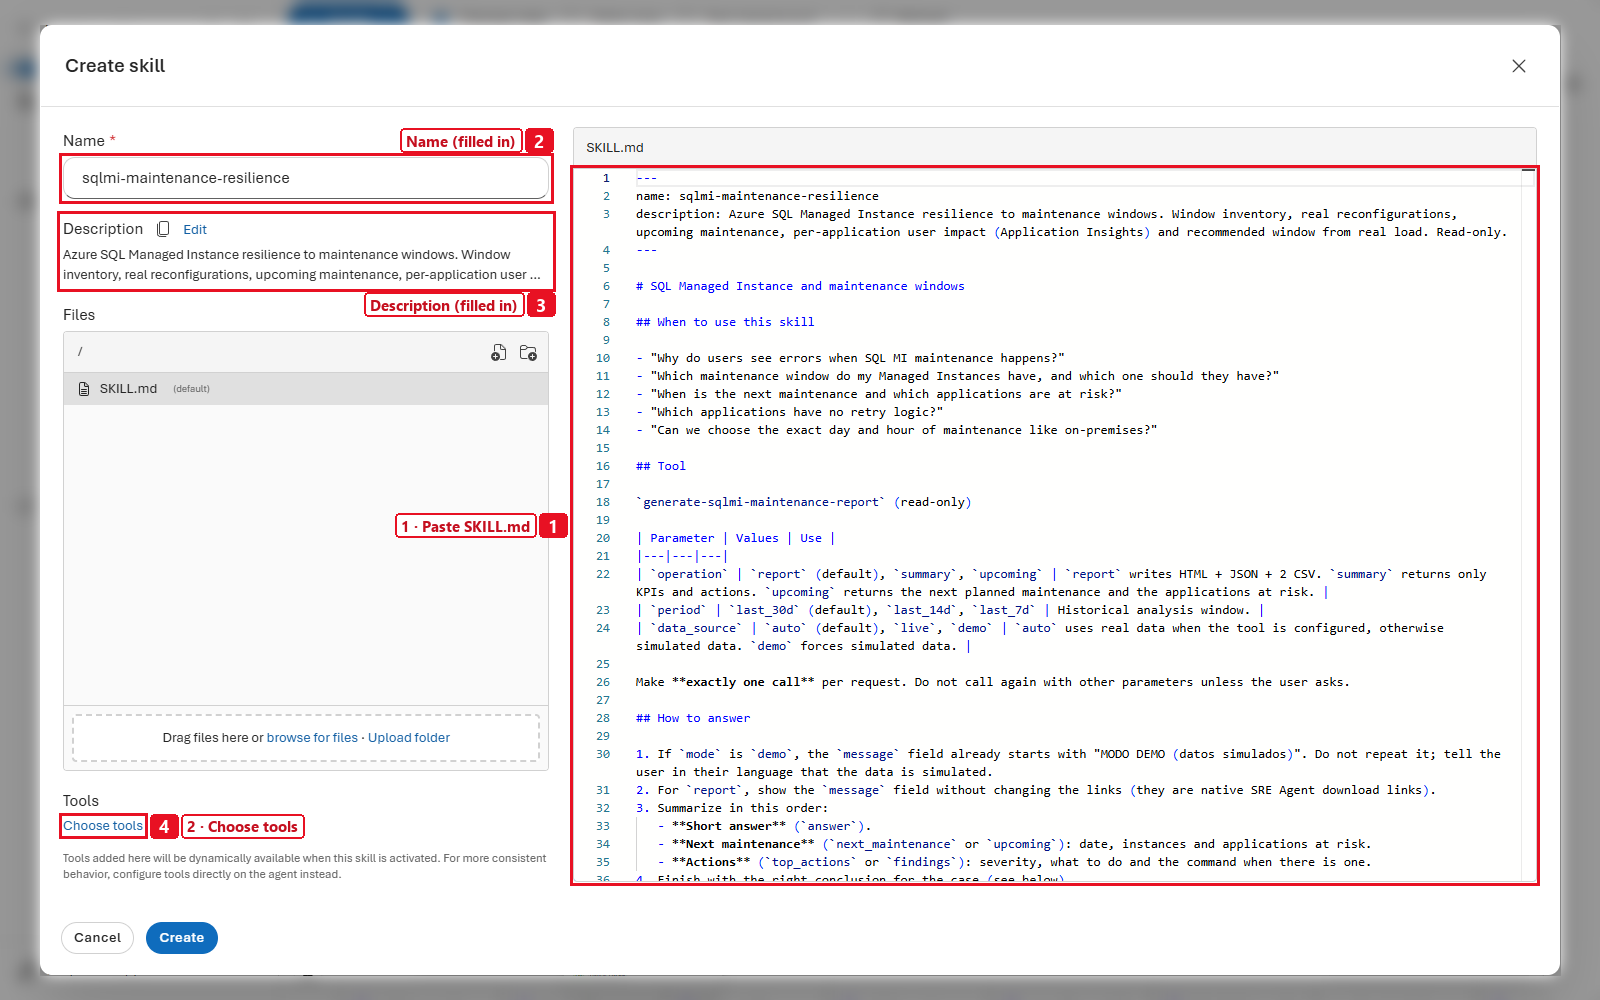 Create skill
Name *
Name (filled in) 2
sqlmi-maintenance-resilience
Description Edit
Azure SQL Managed Instance resilience to maintenance windows. Window
inventory, real reconfigurations, upcoming maintenance, per-application user ...
Description (filled in) 3
Files
/
SKILL.md (default)
1 · Paste SKILL.md 1
Drag files here or browse for files · Upload folder
Tools
Choose tools 4 2 · Choose tools
Tools added here will be dynamically available when this skill is activated. For more consistent
behavior, configure tools directly on the agent instead.
Cancel Create
SKILL.md
1 ---
2 name: sqlmi-maintenance-resilience
3 description: Azure SQL Managed Instance resilience to maintenance windows. Window inventory, real reconfigurations,
upcoming maintenance, per-application user impact (Application Insights) and recommended window from real load. Read-only.
4 ---
5
6 # SQL Managed Instance and maintenance windows
7
8 ## When to use this skill
9
10 - "Why do users see errors when SQL MI maintenance happens?"
11 - "Which maintenance window do my Managed Instances have, and which one should they have?"
12 - "When is the next maintenance and which applications are at risk?"
13 - "Which applications have no retry logic?"
14 - "Can we choose the exact day and hour of maintenance like on-premises?"
15
16 ## Tool
17
18 `generate-sqlmi-maintenance-report` (read-only)
19
20 | Parameter | Values | Use |
21 |---|---|---|
22 | `operation` | `report` (default), `summary`, `upcoming` | `report` writes HTML + JSON + 2 CSV. `summary` returns only
KPIs and actions. `upcoming` returns the next planned maintenance and the applications at risk. |
23 | `period` | `last_30d` (default), `last_14d`, `last_7d` | Historical analysis window. |
24 | `data_source` | `auto` (default), `live`, `demo` | `auto` uses real data when the tool is configured, otherwise
simulated data. `demo` forces simulated data. |
25
26 Make **exactly one call** per request. Do not call again with other parameters unless the user asks.
27
28 ## How to answer
29
30 1. If `mode` is `demo`, the `message` field already starts with "MODO DEMO (datos simulados)". Do not repeat it; tell the
user in their language that the data is simulated.
31 2. For `report`, show the `message` field without changing the links (they are native SRE Agent download links).
32 3. Summarize in this order:
33 - **Short answer** (`answer`).
34 - **Next maintenance** (`next_maintenance` or `upcoming`): date, instances and applications at risk.
35 - **Actions** (`top_actions` or `findings`): severity, what to do and the command when there is one.
36 4. Finish with the right conclusion for the case (see below)